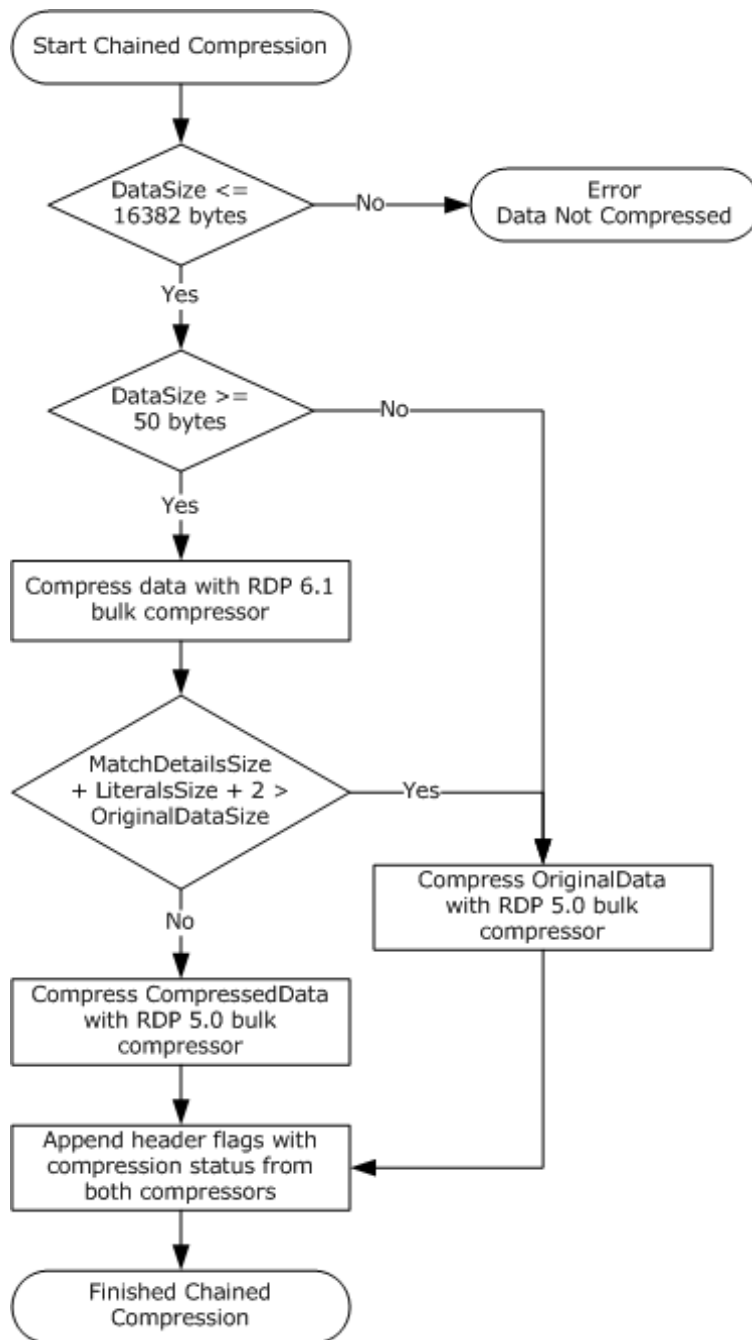 Start Chained Compression
DataSize <=
16382 bytes
No
Error
Data Not Compressed
Yes
DataSize >=
50 bytes
No
Yes
Compress data with RDP 6.1
bulk compressor
MatchDetailsSize
+ LiteralsSize + 2 >
OriginalDataSize
Yes
Compress OriginalData
with RDP 5.0 bulk
compressor
No
Compress CompressedData
with RDP 5.0 bulk
compressor
Append header flags with
compression status from
both compressors
Finished Chained
Compression